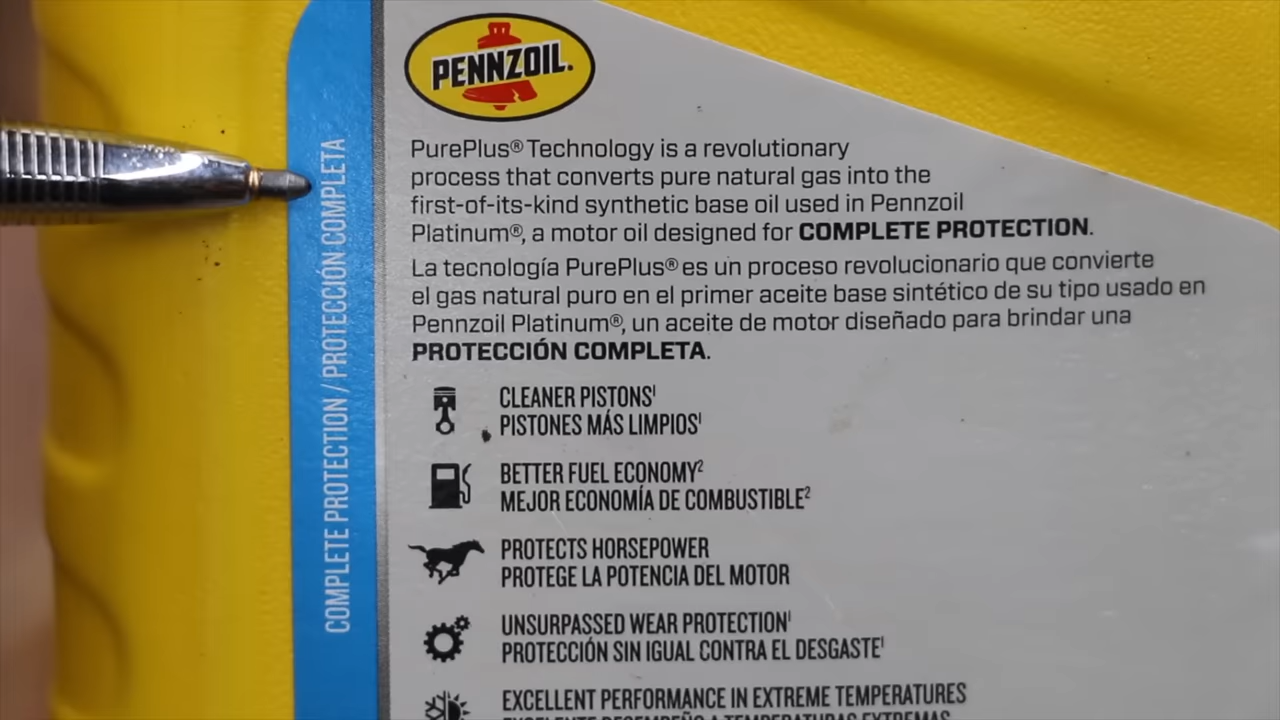 PENNZOIL.
COMPLETE PROTECTION / PROTECCIÓN COMPLETA
PurePlus® Technology is a revolutionary
process that converts pure natural gas into the
first-of-its-kind synthetic base oil used in Pennzoil
Platinum®, a motor oil designed for COMPLETE PROTECTION.
La tecnología PurePlus® es un proceso revolucionario que convierte
el gas natural puro en el primer aceite base sintético de su tipo usado en
Pennzoil Platinum®, un aceite de motor diseñado para brindar una
PROTECCIÓN COMPLETA.
CLEANER PISTONS¹
PISTONES MÁS LIMPIOS¹
BETTER FUEL ECONOMY²
MEJOR ECONOMÍA DE COMBUSTIBLE²
PROTECTS HORSEPOWER
PROTEGE LA POTENCIA DEL MOTOR
UNSURPASSED WEAR PROTECTION¹
PROTECCIÓN SIN IGUAL CONTRA EL DESGASTE¹
EXCELLENT PERFORMANCE IN EXTREME TEMPERATURES
EXCELENTE DESEMPEÑO A TEMPERATURAS EXTREMAS